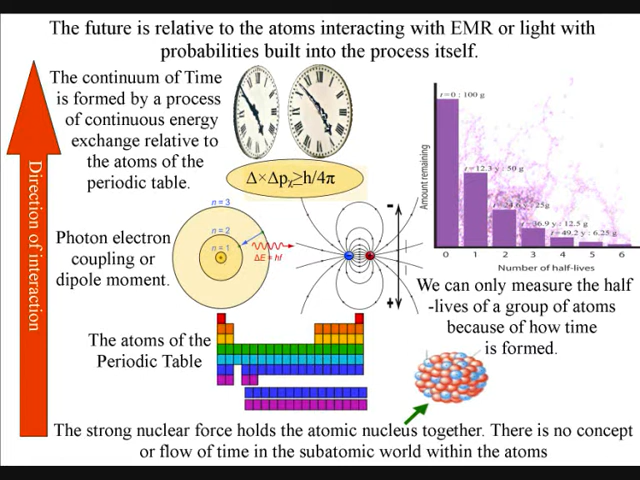 The future is relative to the atoms interacting with EMR or light with
probabilities built into the process itself.
The continuum of Time
is formed by a process
of continuous energy
exchange relative to
the atoms of the
periodic table.
Δ×Δpᵪ≥h/4π
n = 3
n = 2
n = 1
ΔE = hf
Photon electron
coupling or
dipole moment.
-
+
The atoms of the
Periodic Table
Direction of interaction
Amount remaining
t=0 : 100 g
t=12.3 y : 50 g
t=24.6 y : 25g
t=36.9 y : 12.5 g
t=49.2 y : 6.25 g
0 1 2 3 4 5 6
Number of half-lives
We can only measure the half
-lives of a group of atoms
because of how time
is formed.
The strong nuclear force holds the atomic nucleus together. There is no concept
or flow of time in the subatomic world within the atoms